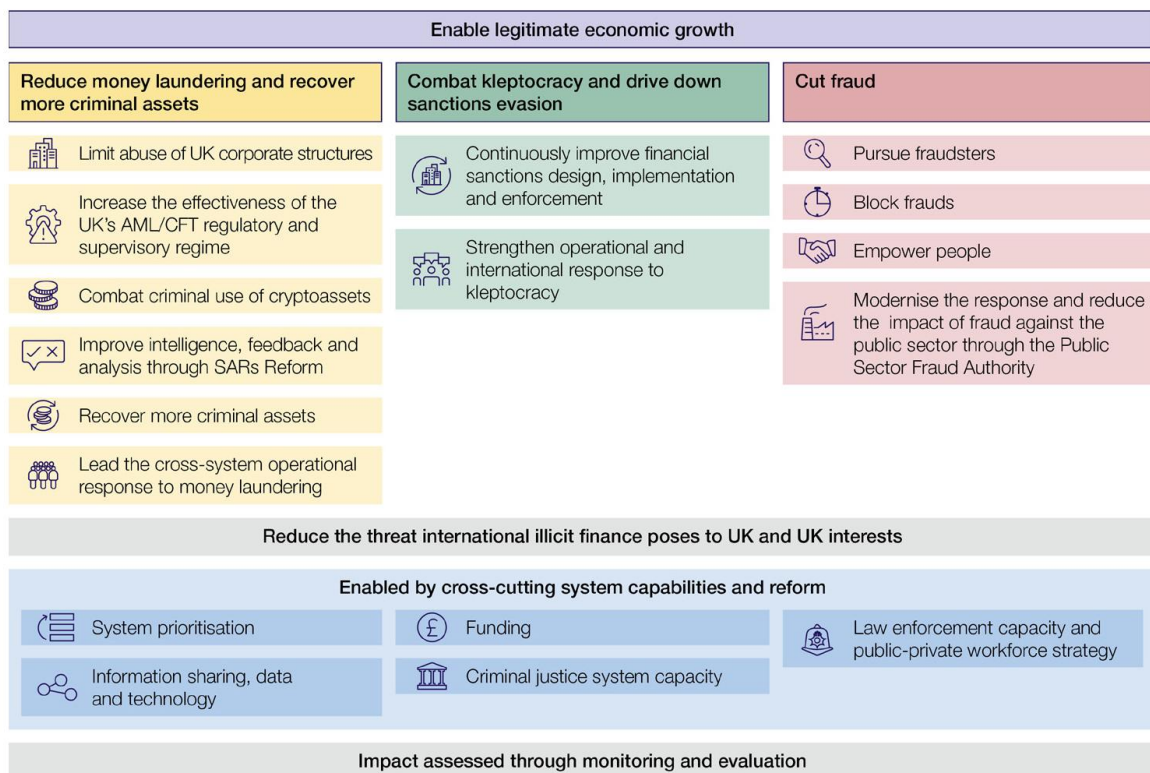 Enable legitimate economic growth
Reduce money laundering and recover
more criminal assets
Limit abuse of UK corporate structures
Increase the effectiveness of the
UK's AML/CFT regulatory and
supervisory regime
Combat criminal use of cryptoassets
Improve intelligence, feedback and
analysis through SARs Reform
Recover more criminal assets
Lead the cross-system operational
response to money laundering
Combat kleptocracy and drive down
sanctions evasion
Continuously improve financial
sanctions design, implementation
and enforcement
Strengthen operational and
international response to
kleptocracy
Cut fraud
Pursue fraudsters
Block frauds
Empower people
Modernise the response and reduce
the impact of fraud against the
public sector through the Public
Sector Fraud Authority
Reduce the threat international illicit finance poses to UK and UK interests
Enabled by cross-cutting system capabilities and reform
System prioritisation
Information sharing, data
and technology
£
Funding
Criminal justice system capacity
Law enforcement capacity and
public-private workforce strategy
Impact assessed through monitoring and evaluation